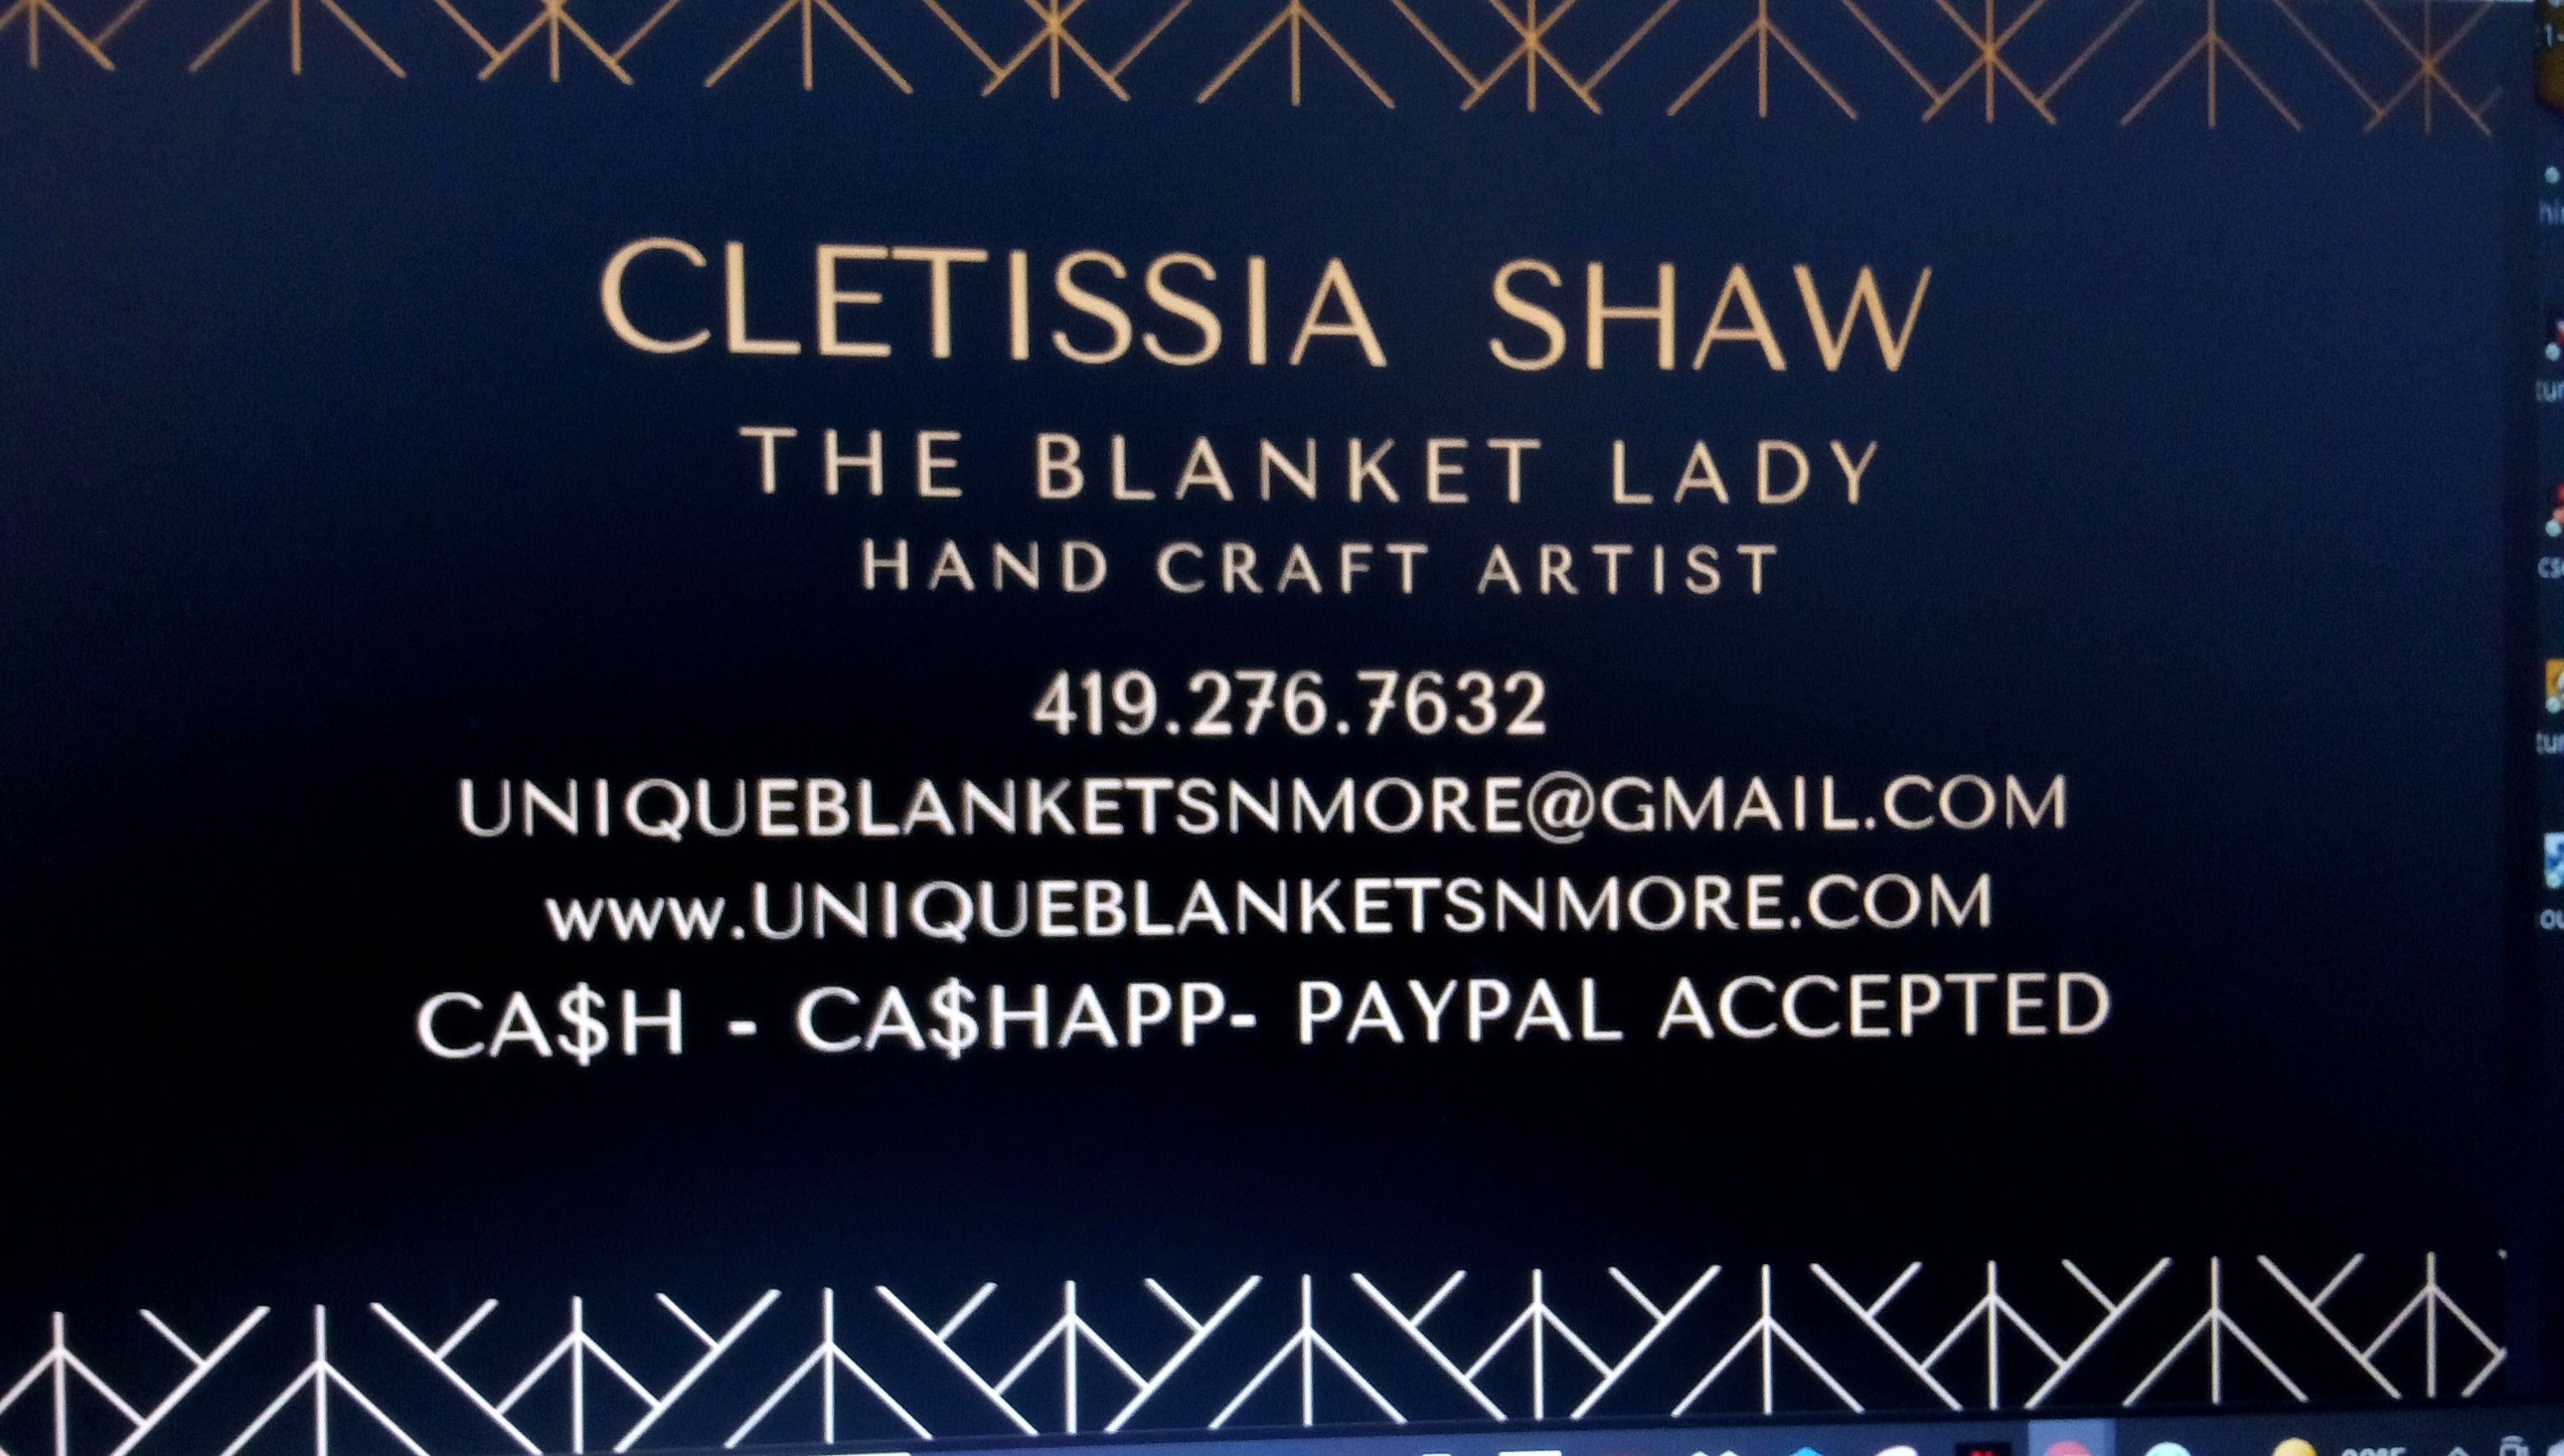 CLETISSIA SHAW
THE BLANKET LADY
HAND CRAFT ARTIST
419.276.7632
UNIQUEBLANKETSNMORE@GMAIL.COM
www.UNIQUEBLANKETSNMORE.COM
CA$H - CA$HAPP- PAYPAL ACCEPTED